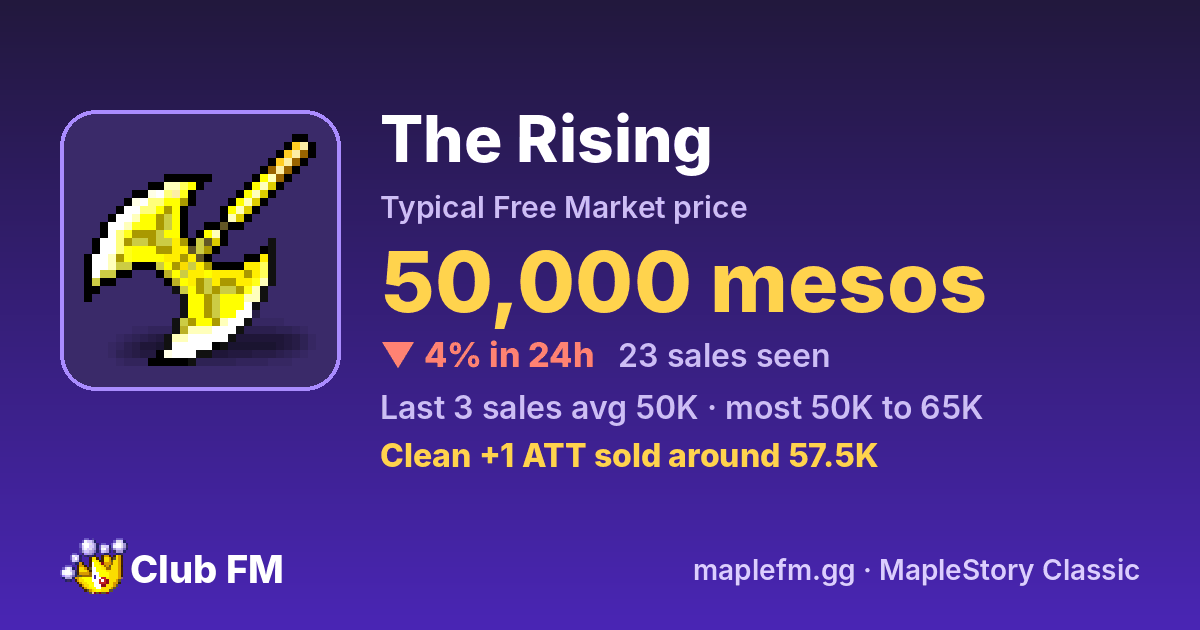 The Rising
Typical Free Market price
50,000 mesos
▼ 4% in 24h 23 sales seen
Last 3 sales avg 50K · most 50K to 65K
Clean +1 ATT sold around 57.5K
Club FM
maplefm.gg · MapleStory Classic